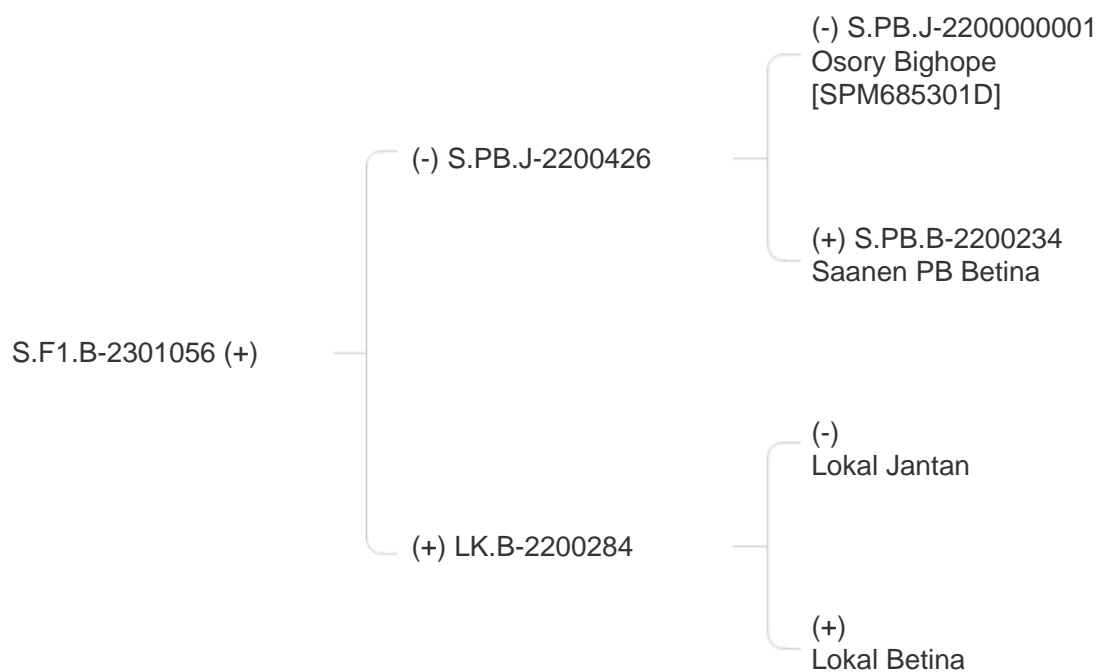 (-) S.PB.J-2200000001
Osory Bighope
[SPM685301D]
(-) S.PB.J-2200426
(+) S.PB.B-2200234
Saanen PB Betina
S.F1.B-2301056 (+)
(-)
Lokal Jantan
(+) LK.B-2200284
(+)
Lokal Betina